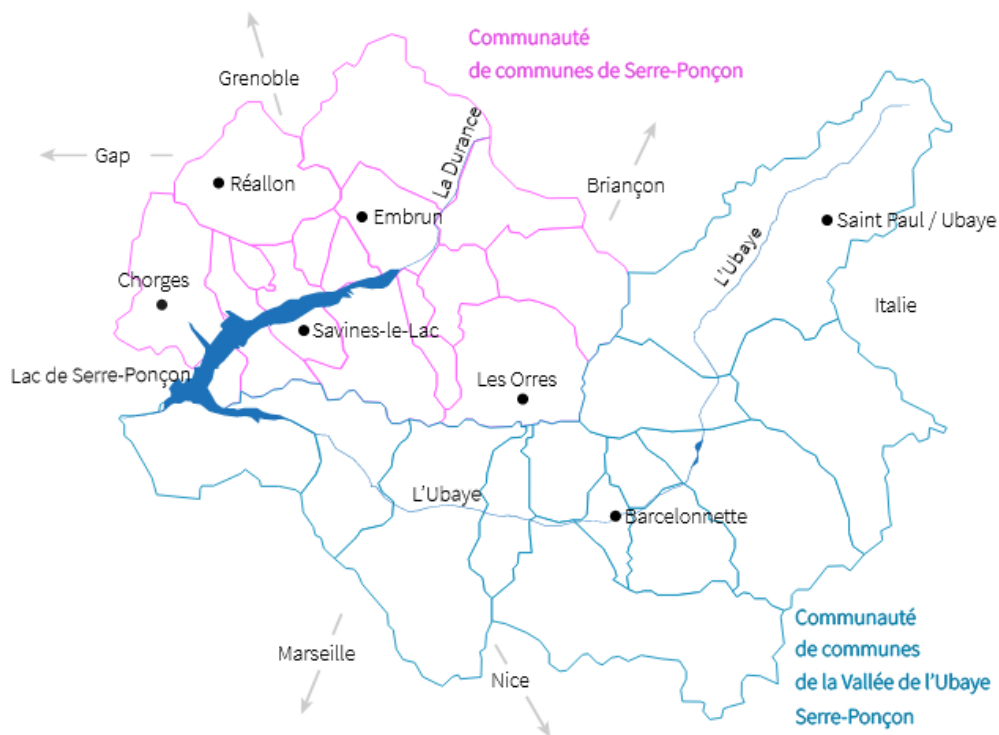 Communauté
de communes de Serre-Ponçon
Grenoble
La Durance
Gap
Réallon
Briançon
Embrun
Saint Paul / Ubaye
L'Ubaye
Chorges
Italie
Savines-le-Lac
Lac de Serre-Ponçon
Les Orres
L'Ubaye
Barcelonnette
Communauté
de communes
de la Vallée de l'Ubaye
Serre-Ponçon
Marseille
Nice